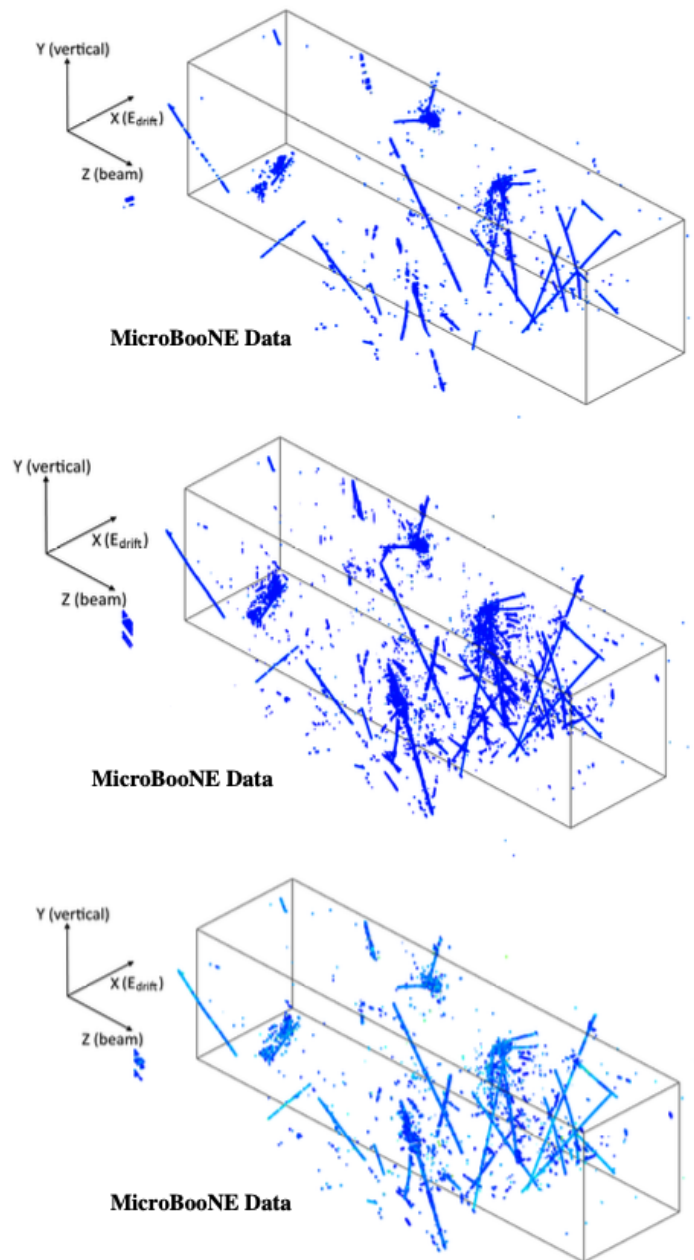 Y (vertical)
X (Edrift)
Z (beam)
MicroBooNE Data
Y (vertical)
X (Edrift)
Z (beam)
MicroBooNE Data
Y (vertical)
X (Edrift)
Z (beam)
MicroBooNE Data